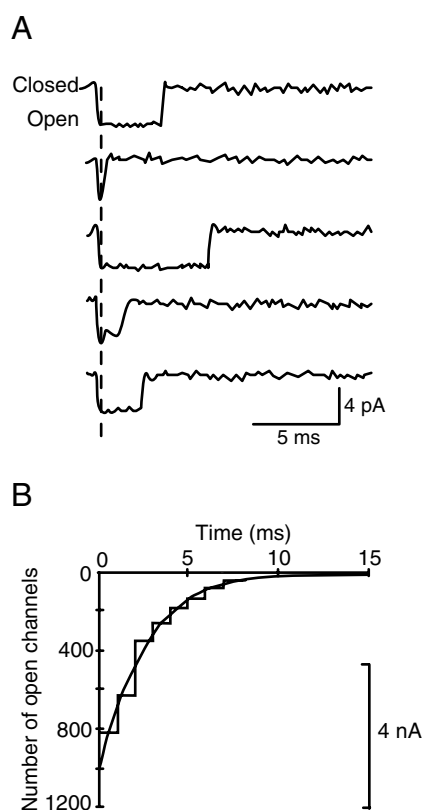 A
Closed
Open
4 pA
5 ms
B
Time (ms)
0 5 10 15
Number of open channels
0
400
800
1200
4 nA